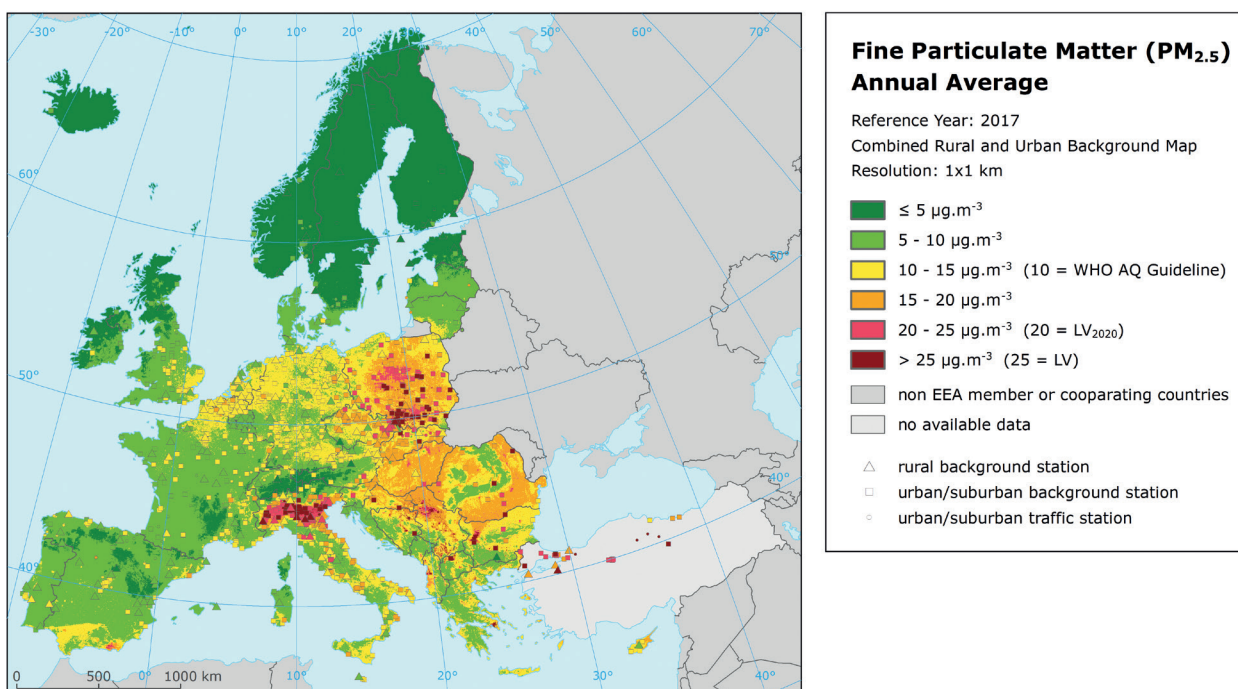 -30° -20° -10° 0° 10° 20° 30° 40° 50° 60° 70°
60°
50°
40°
50°
40°
0 500 1000 km
0° 10° 20° 30° 40°
Fine Particulate Matter (PM2.5)
Annual Average
Reference Year: 2017
Combined Rural and Urban Background Map
Resolution: 1x1 km
≤ 5 µg.m-3
5 - 10 µg.m-3
10 - 15 µg.m-3 (10 = WHO AQ Guideline)
15 - 20 µg.m-3
20 - 25 µg.m-3 (20 = LV2020)
> 25 µg.m-3 (25 = LV)
non EEA member or cooparating countries
no available data
rural background station
urban/suburban background station
urban/suburban traffic station